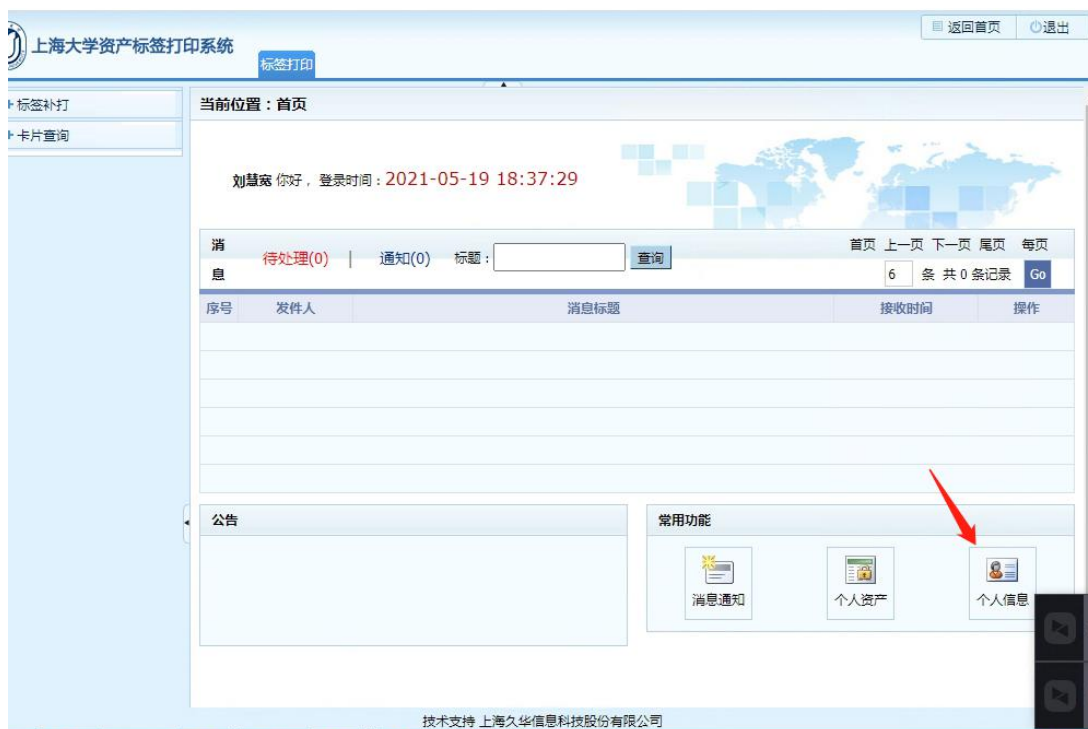 返回首页 退出
上海大学资产标签打印系统
标签打印
标签补打
卡片查询
当前位置：首页
刘慧宽 你好， 登录时间：2021-05-19 18:37:29
消息
待处理(0) | 通知(0) 标题： 查询
首页 上一页 下一页 尾页 每页
6 条 共 0 条记录 Go
序号 发件人 消息标题 接收时间 操作
公告
常用功能
消息通知 个人资产 个人信息
技术支持 上海久华信息科技股份有限公司